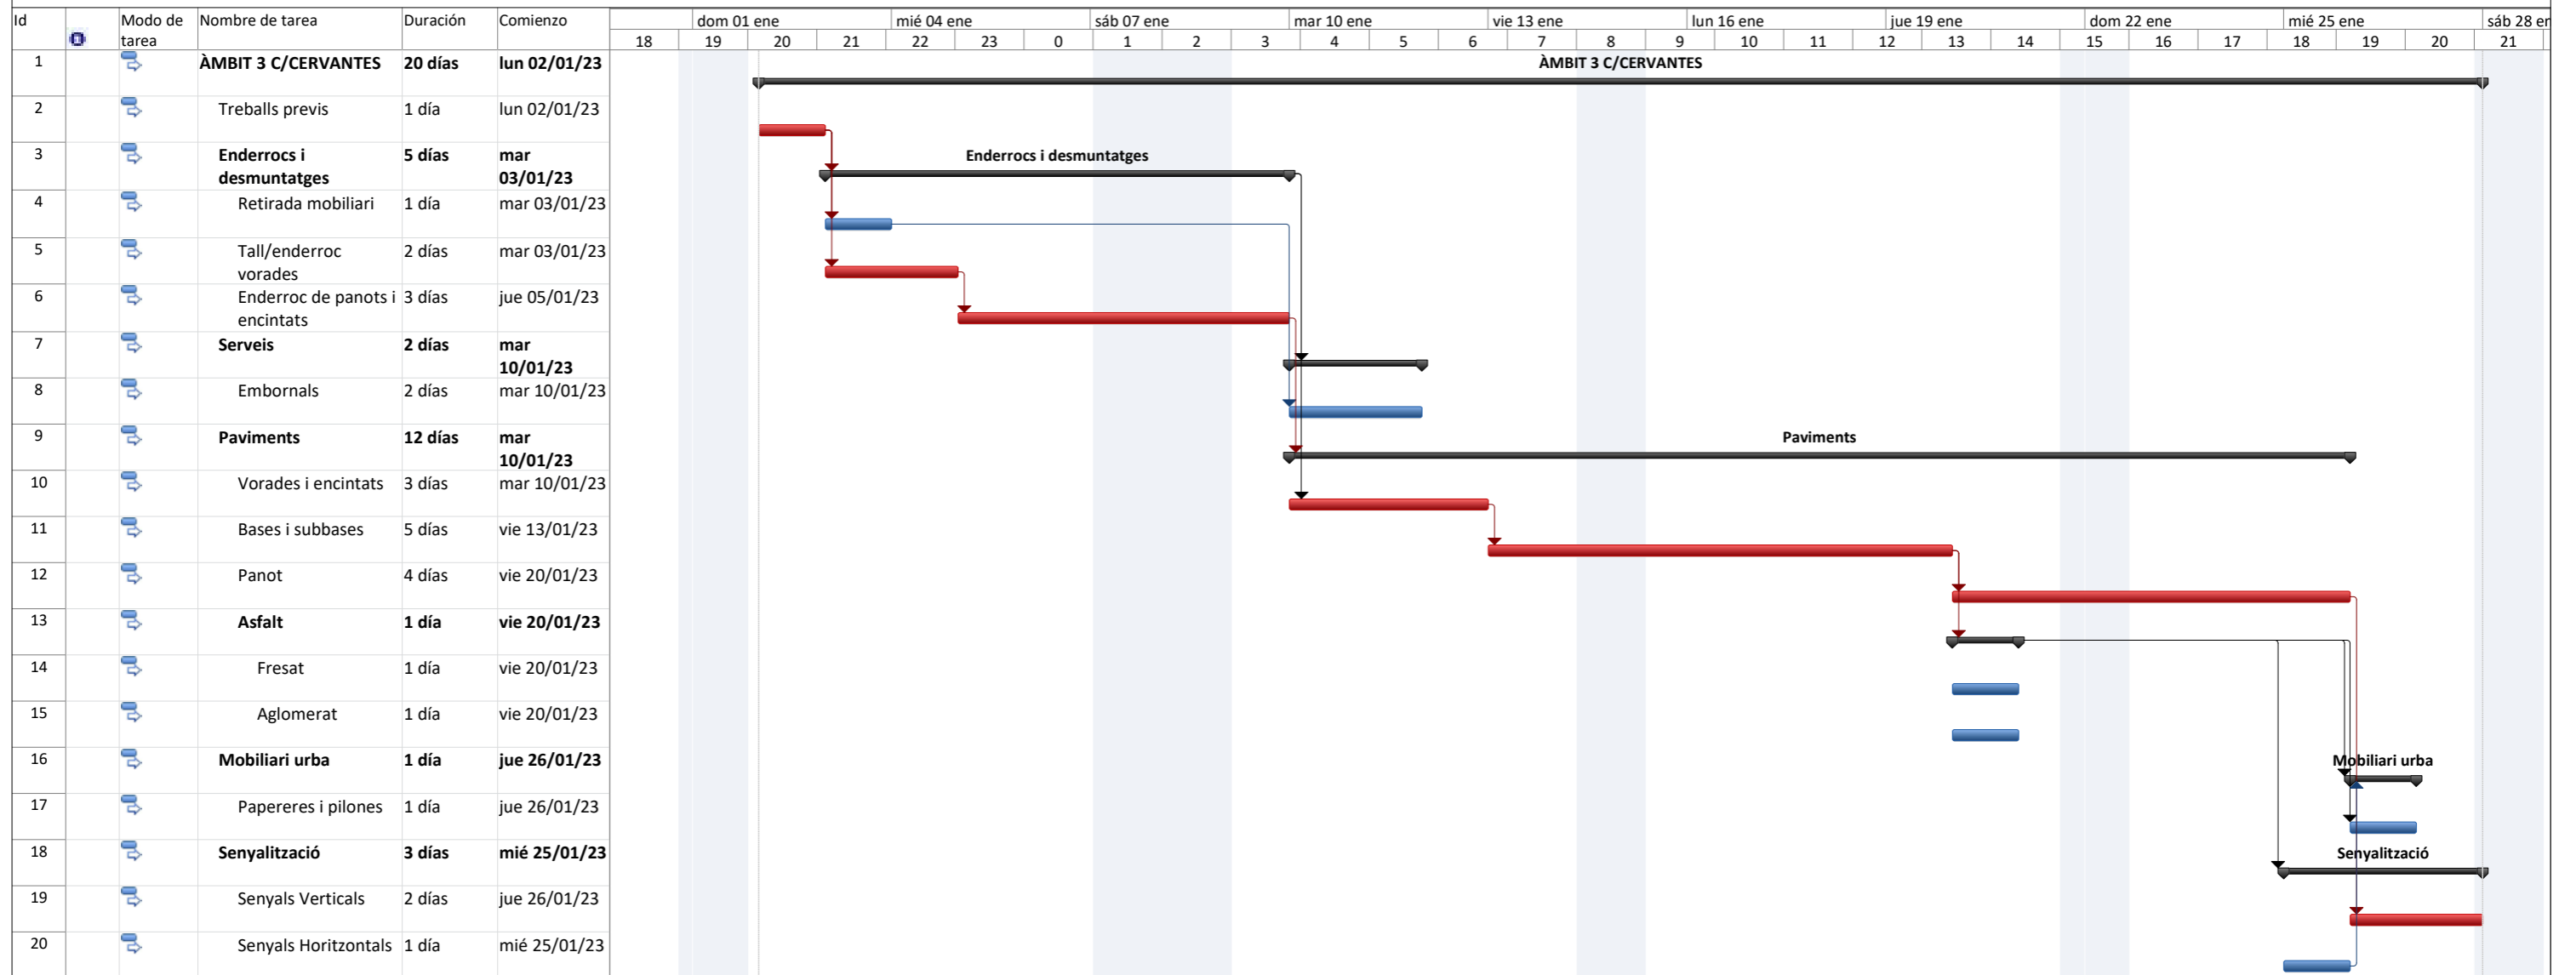 Id Modo de tarea Nombre de tarea Duración Comienzo
dom 01 ene mié 04 ene sáb 07 ene mar 10 ene vie 13 ene lun 16 ene jue 19 ene dom 22 ene mié 25 ene sáb 28 en
18 19 20 21 22 23 0 1 2 3 4 5 6 7 8 9 10 11 12 13 14 15 16 17 18 19 20 21
1 ÀMBIT 3 C/CERVANTES 20 días lun 02/01/23
ÀMBIT 3 C/CERVANTES
2 Treballs previs 1 día lun 02/01/23
3 Enderrocs i desmuntatges 5 días mar 03/01/23
Enderrocs i desmuntatges
4 Retirada mobiliari 1 día mar 03/01/23
5 Tall/enderroc vorades 2 días mar 03/01/23
6 Enderroc de panots i encintats 3 días jue 05/01/23
7 Serveis 2 días mar 10/01/23
8 Embornals 2 días mar 10/01/23
9 Paviments 12 días mar 10/01/23
Paviments
10 Vorades i encintats 3 días mar 10/01/23
11 Bases i subbases 5 días vie 13/01/23
12 Panot 4 días vie 20/01/23
13 Asfalt 1 día vie 20/01/23
14 Fresat 1 día vie 20/01/23
15 Aglomerat 1 día vie 20/01/23
16 Mobiliari urba 1 día jue 26/01/23
Mobiliari urba
17 Papereres i pilones 1 día jue 26/01/23
18 Senyalització 3 días mié 25/01/23
Senyalització
19 Senyals Verticals 2 días jue 26/01/23
20 Senyals Horitzontals 1 día mié 25/01/23